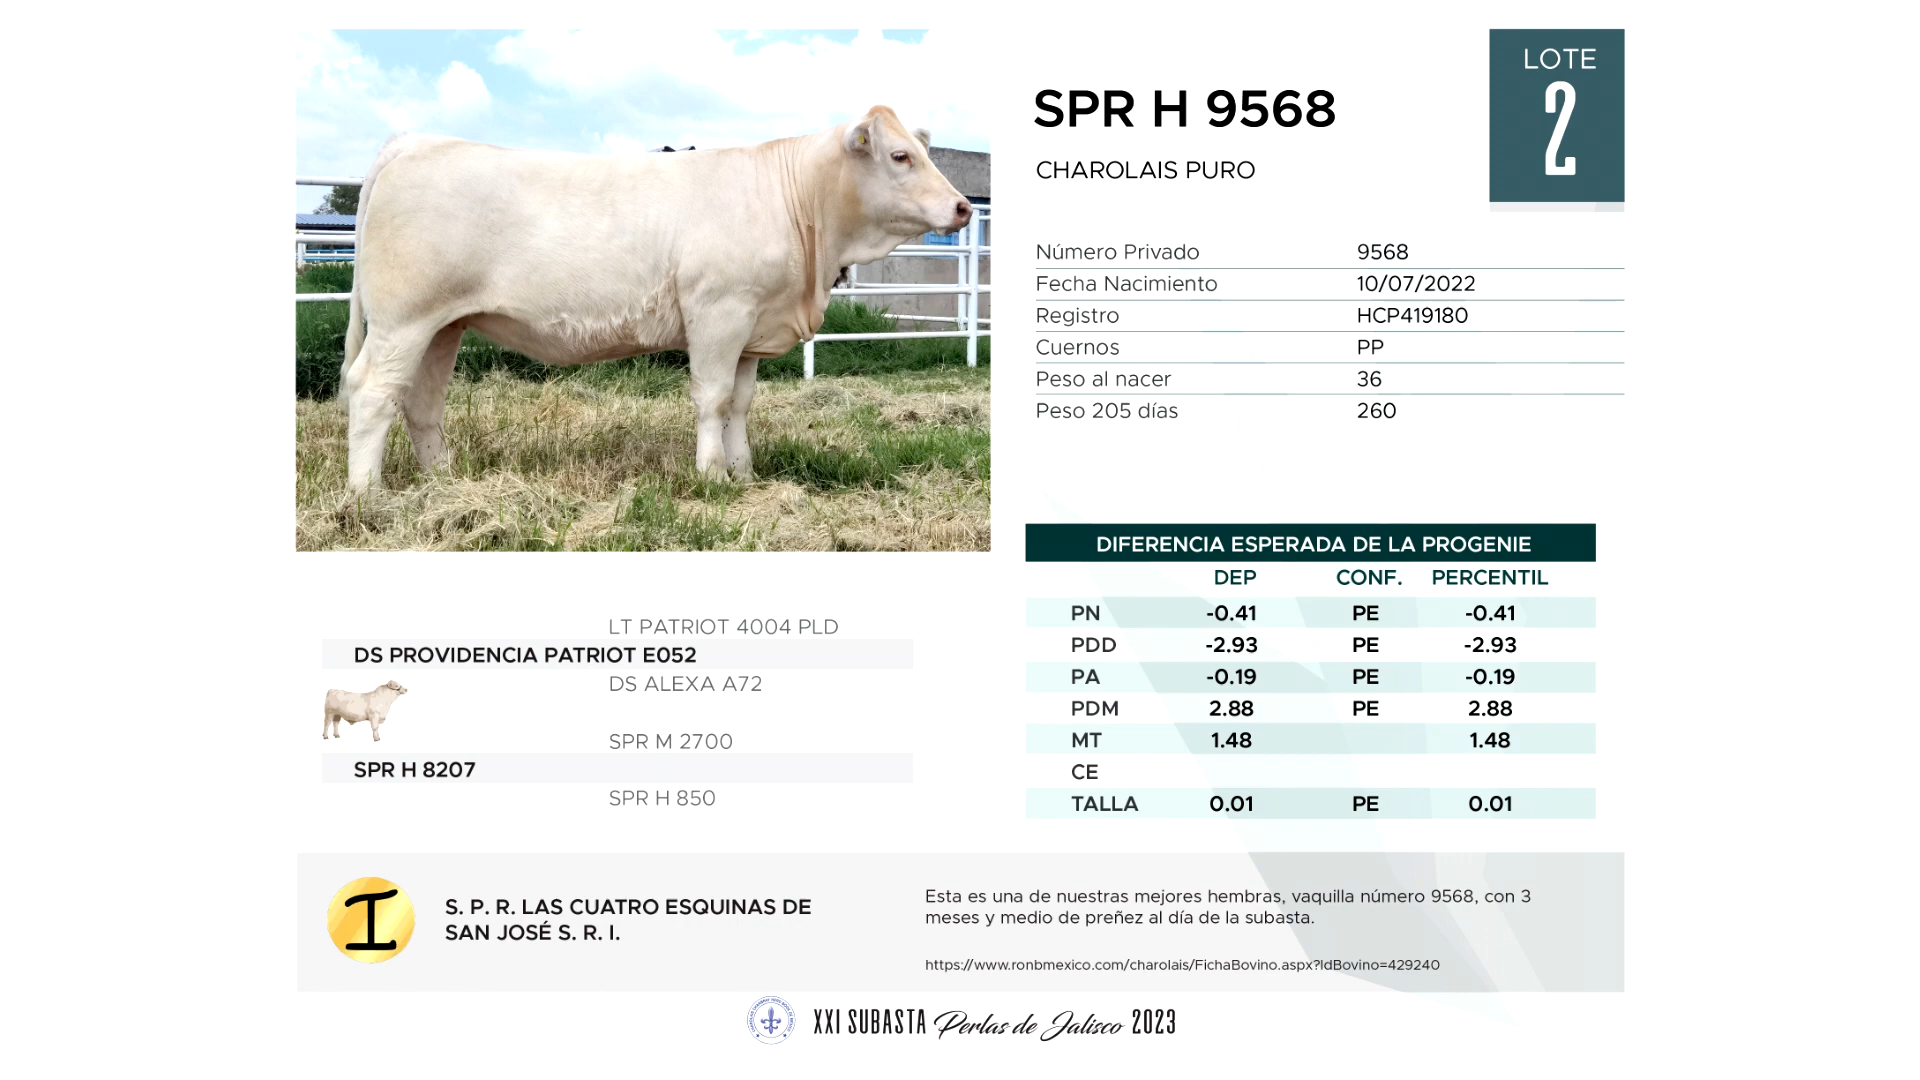 LOTE
2
SPR H 9568
CHAROLAIS PURO
Número Privado 9568
Fecha Nacimiento 10/07/2022
Registro HCP419180
Cuernos PP
Peso al nacer 36
Peso 205 días 260
DIFERENCIA ESPERADA DE LA PROGENIE
DEP CONF. PERCENTIL
PN -0.41 PE -0.41
PDD -2.93 PE -2.93
PA -0.19 PE -0.19
PDM 2.88 PE 2.88
MT 1.48 1.48
CE
TALLA 0.01 PE 0.01
LT PATRIOT 4004 PLD
DS PROVIDENCIA PATRIOT E052
DS ALEXA A72
SPR M 2700
SPR H 8207
SPR H 850
S. P. R. LAS CUATRO ESQUINAS DE
SAN JOSÉ S. R. I.
Esta es una de nuestras mejores hembras, vaquilla número 9568, con 3
meses y medio de preñez al día de la subasta.
https://www.ronbmexico.com/charolais/FichaBovino.aspx?IdBovino=429240
XXI SUBASTA Perlas de Jalisco 2023